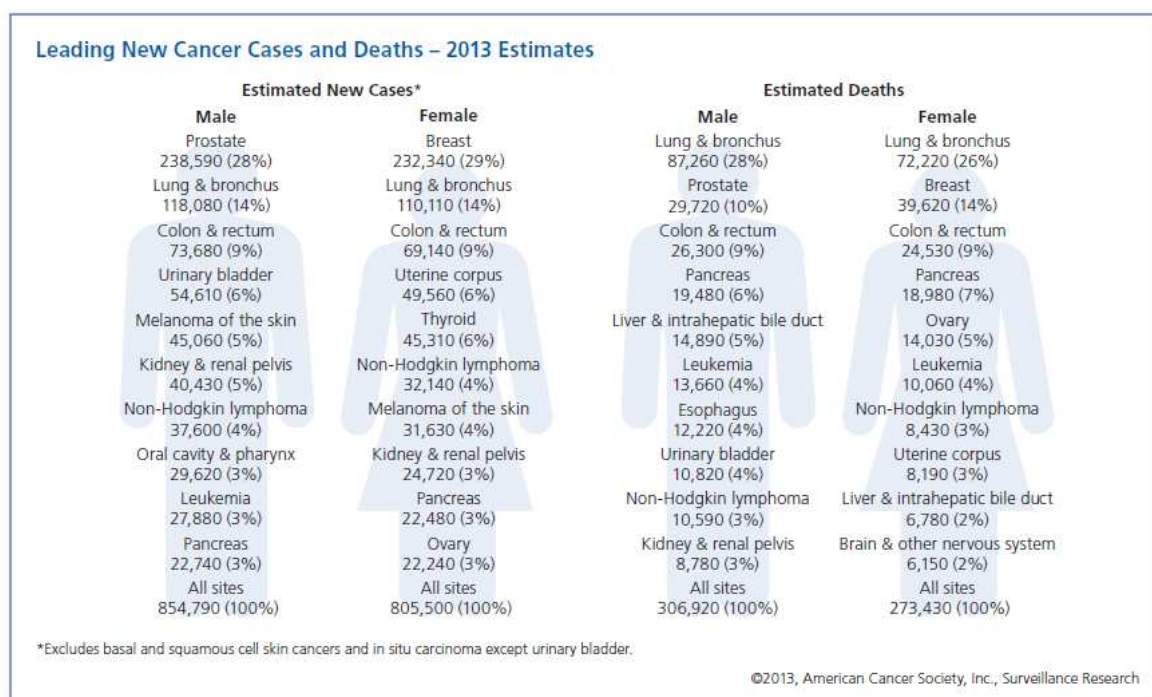 Leading New Cancer Cases and Deaths – 2013 Estimates
Estimated New Cases*
Male
Prostate
238,590 (28%)
Lung & bronchus
118,080 (14%)
Colon & rectum
73,680 (9%)
Urinary bladder
54,610 (6%)
Melanoma of the skin
45,060 (5%)
Kidney & renal pelvis
40,430 (5%)
Non-Hodgkin lymphoma
37,600 (4%)
Oral cavity & pharynx
29,620 (3%)
Leukemia
27,880 (3%)
Pancreas
22,740 (3%)
All sites
854,790 (100%)
Female
Breast
232,340 (29%)
Lung & bronchus
110,110 (14%)
Colon & rectum
69,140 (9%)
Uterine corpus
49,560 (6%)
Thyroid
45,310 (6%)
Non-Hodgkin lymphoma
32,140 (4%)
Melanoma of the skin
31,630 (4%)
Kidney & renal pelvis
24,720 (3%)
Pancreas
22,480 (3%)
Ovary
22,240 (3%)
All sites
805,500 (100%)
Estimated Deaths
Male
Lung & bronchus
87,260 (28%)
Prostate
29,720 (10%)
Colon & rectum
26,300 (9%)
Pancreas
19,480 (6%)
Liver & intrahepatic bile duct
14,890 (5%)
Leukemia
13,660 (4%)
Esophagus
12,220 (4%)
Urinary bladder
10,820 (4%)
Non-Hodgkin lymphoma
10,590 (3%)
Kidney & renal pelvis
8,780 (3%)
All sites
306,920 (100%)
Female
Lung & bronchus
72,220 (26%)
Breast
39,620 (14%)
Colon & rectum
24,530 (9%)
Pancreas
18,980 (7%)
Ovary
14,030 (5%)
Leukemia
10,060 (4%)
Non-Hodgkin lymphoma
8,430 (3%)
Uterine corpus
8,190 (3%)
Liver & intrahepatic bile duct
6,780 (2%)
Brain & other nervous system
6,150 (2%)
All sites
273,430 (100%)
*Excludes basal and squamous cell skin cancers and in situ carcinoma except urinary bladder.
©2013, American Cancer Society, Inc., Surveillance Research